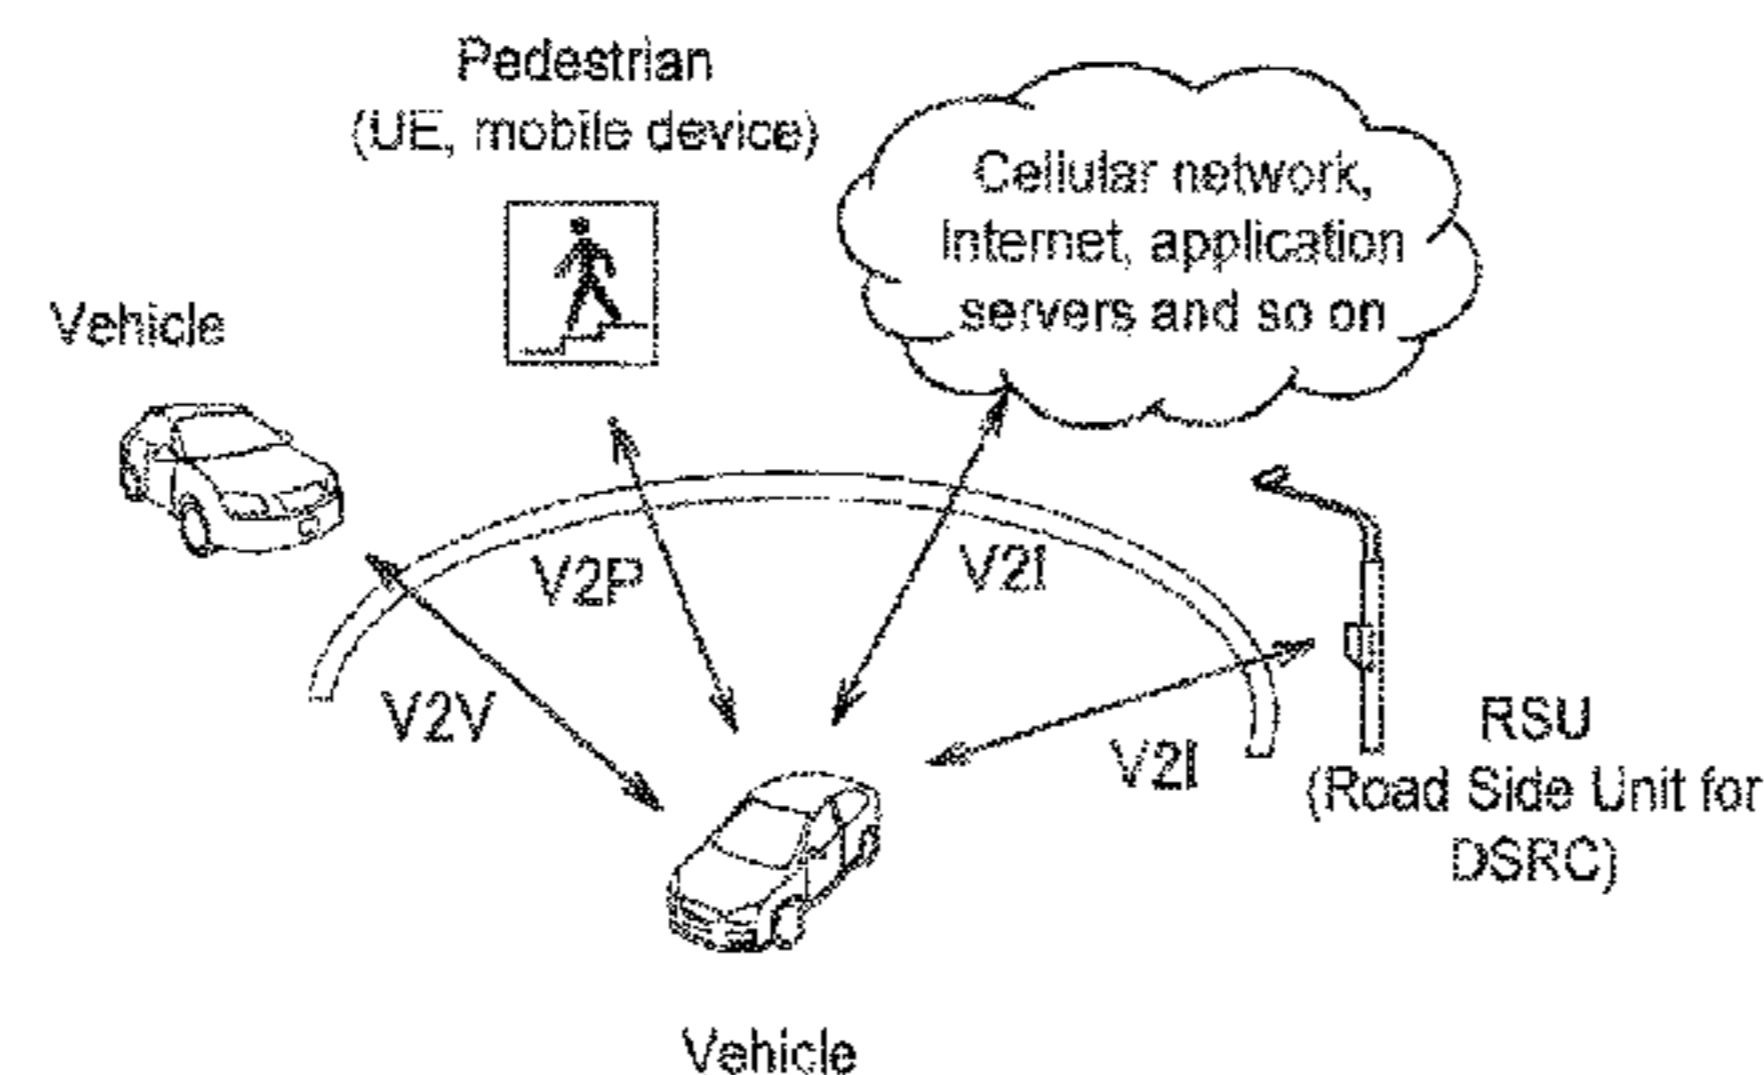 Pedestrian
(UE, mobile device)
Cellular network,
Internet, application
servers and so on
Vehicle
V2P
V2I
V2V
V2I
RSU
(Road Side Unit for
DSRC)
Vehicle